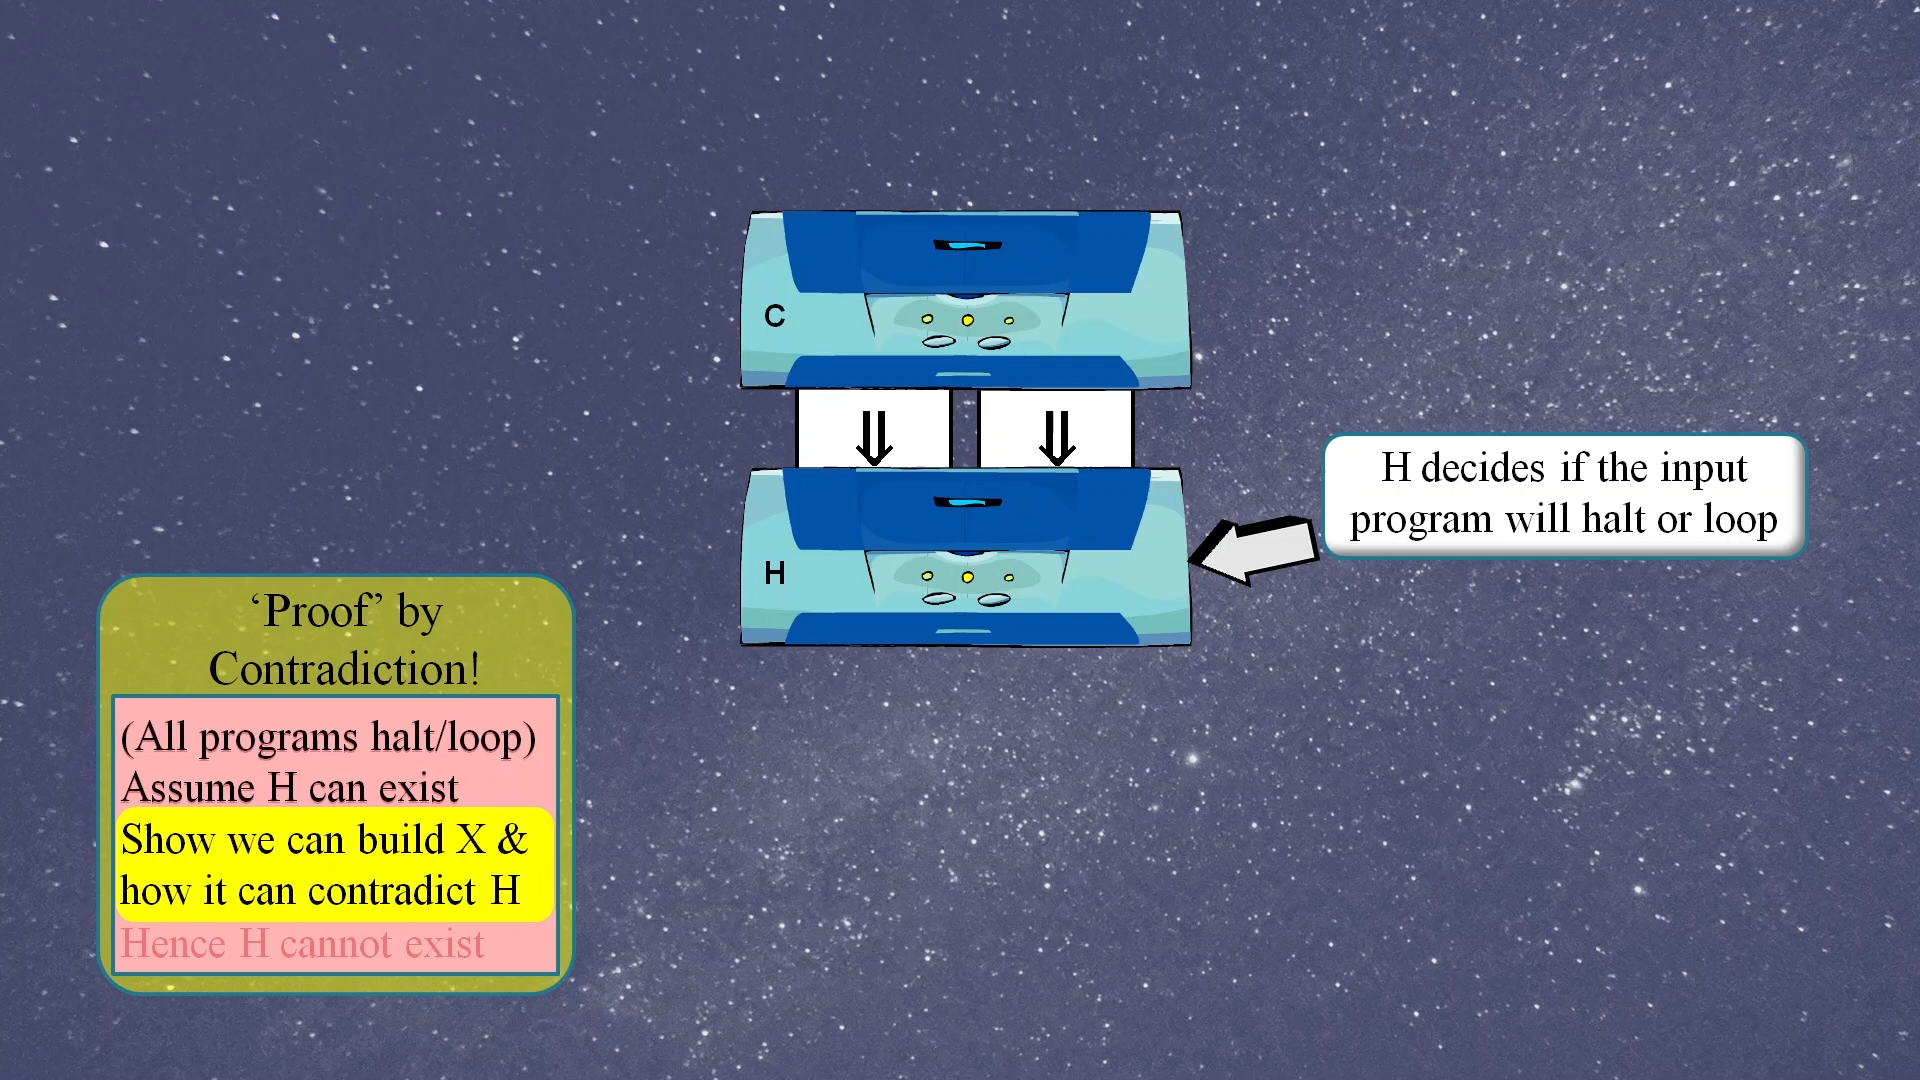 C
⇓ ⇓
H
H decides if the input
program will halt or loop
‘Proof’ by
Contradiction!
(All programs halt/loop)
Assume H can exist
Show we can build X &
how it can contradict H
Hence H cannot exist